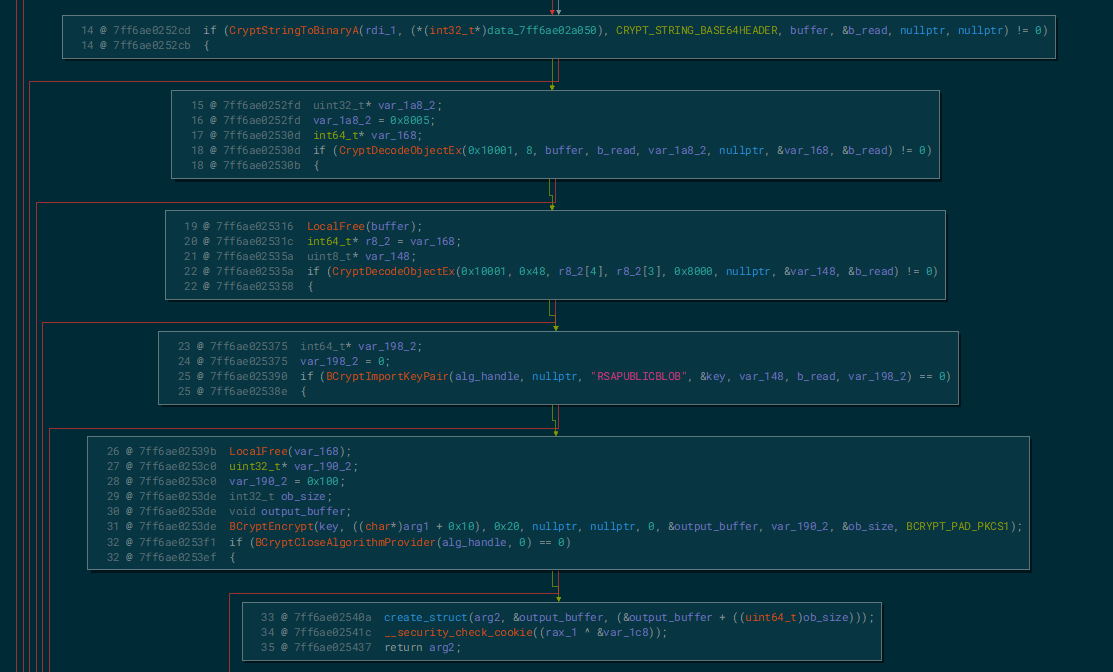 14 @ 7ff6ae0252cd if (CryptStringToBinaryA(rdi_1, (*(int32_t*)data_7ff6ae02a050), CRYPT_STRING_BASE64HEADER, buffer, &b_read, nullptr, nullptr) != 0)
14 @ 7ff6ae0252cb {
15 @ 7ff6ae0252fd uint32_t* var_1a8_2;
16 @ 7ff6ae0252fd var_1a8_2 = 0x8005;
17 @ 7ff6ae02530d int64_t* var_168;
18 @ 7ff6ae02530d if (CryptDecodeObjectEx(0x10001, 8, buffer, b_read, var_1a8_2, nullptr, &var_168, &b_read) != 0)
18 @ 7ff6ae02530b {
19 @ 7ff6ae025316 LocalFree(buffer);
20 @ 7ff6ae02531c int64_t* r8_2 = var_168;
21 @ 7ff6ae02535a uint8_t* var_148;
22 @ 7ff6ae02535a if (CryptDecodeObjectEx(0x10001, 0x48, r8_2[4], r8_2[3], 0x8000, nullptr, &var_148, &b_read) != 0)
22 @ 7ff6ae025358 {
23 @ 7ff6ae025375 int64_t* var_198_2;
24 @ 7ff6ae025375 var_198_2 = 0;
25 @ 7ff6ae025390 if (BCryptImportKeyPair(alg_handle, nullptr, "RSAPUBLICBLOB", &key, var_148, b_read, var_198_2) == 0)
25 @ 7ff6ae02538e {
26 @ 7ff6ae02539b LocalFree(var_168);
27 @ 7ff6ae0253c0 uint32_t* var_190_2;
28 @ 7ff6ae0253c0 var_190_2 = 0x100;
29 @ 7ff6ae0253de int32_t ob_size;
30 @ 7ff6ae0253de void output_buffer;
31 @ 7ff6ae0253de BCryptEncrypt(key, ((char*)arg1 + 0x10), 0x20, nullptr, nullptr, 0, &output_buffer, var_190_2, &ob_size, BCRYPT_PAD_PKCS1);
32 @ 7ff6ae0253f1 if (BCryptCloseAlgorithmProvider(alg_handle, 0) == 0)
32 @ 7ff6ae0253ef {
33 @ 7ff6ae02540a create_struct(arg2, &output_buffer, (&output_buffer + ((uint64_t)ob_size)));
34 @ 7ff6ae02541c __security_check_cookie((rax_1 ^ &var_1c8));
35 @ 7ff6ae025437 return arg2;